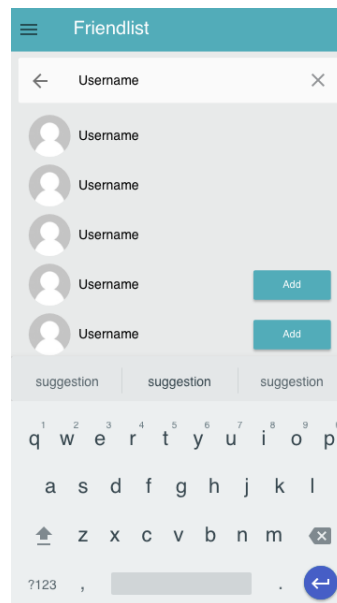 Friendlist
Username
Username
Username
Username
Username Add
Username Add
suggestion suggestion suggestion
1 2 3 4 5 6 7 8 9 0
q w e r t y u i o p
a s d f g h j k l
z x c v b n m
?123 , .